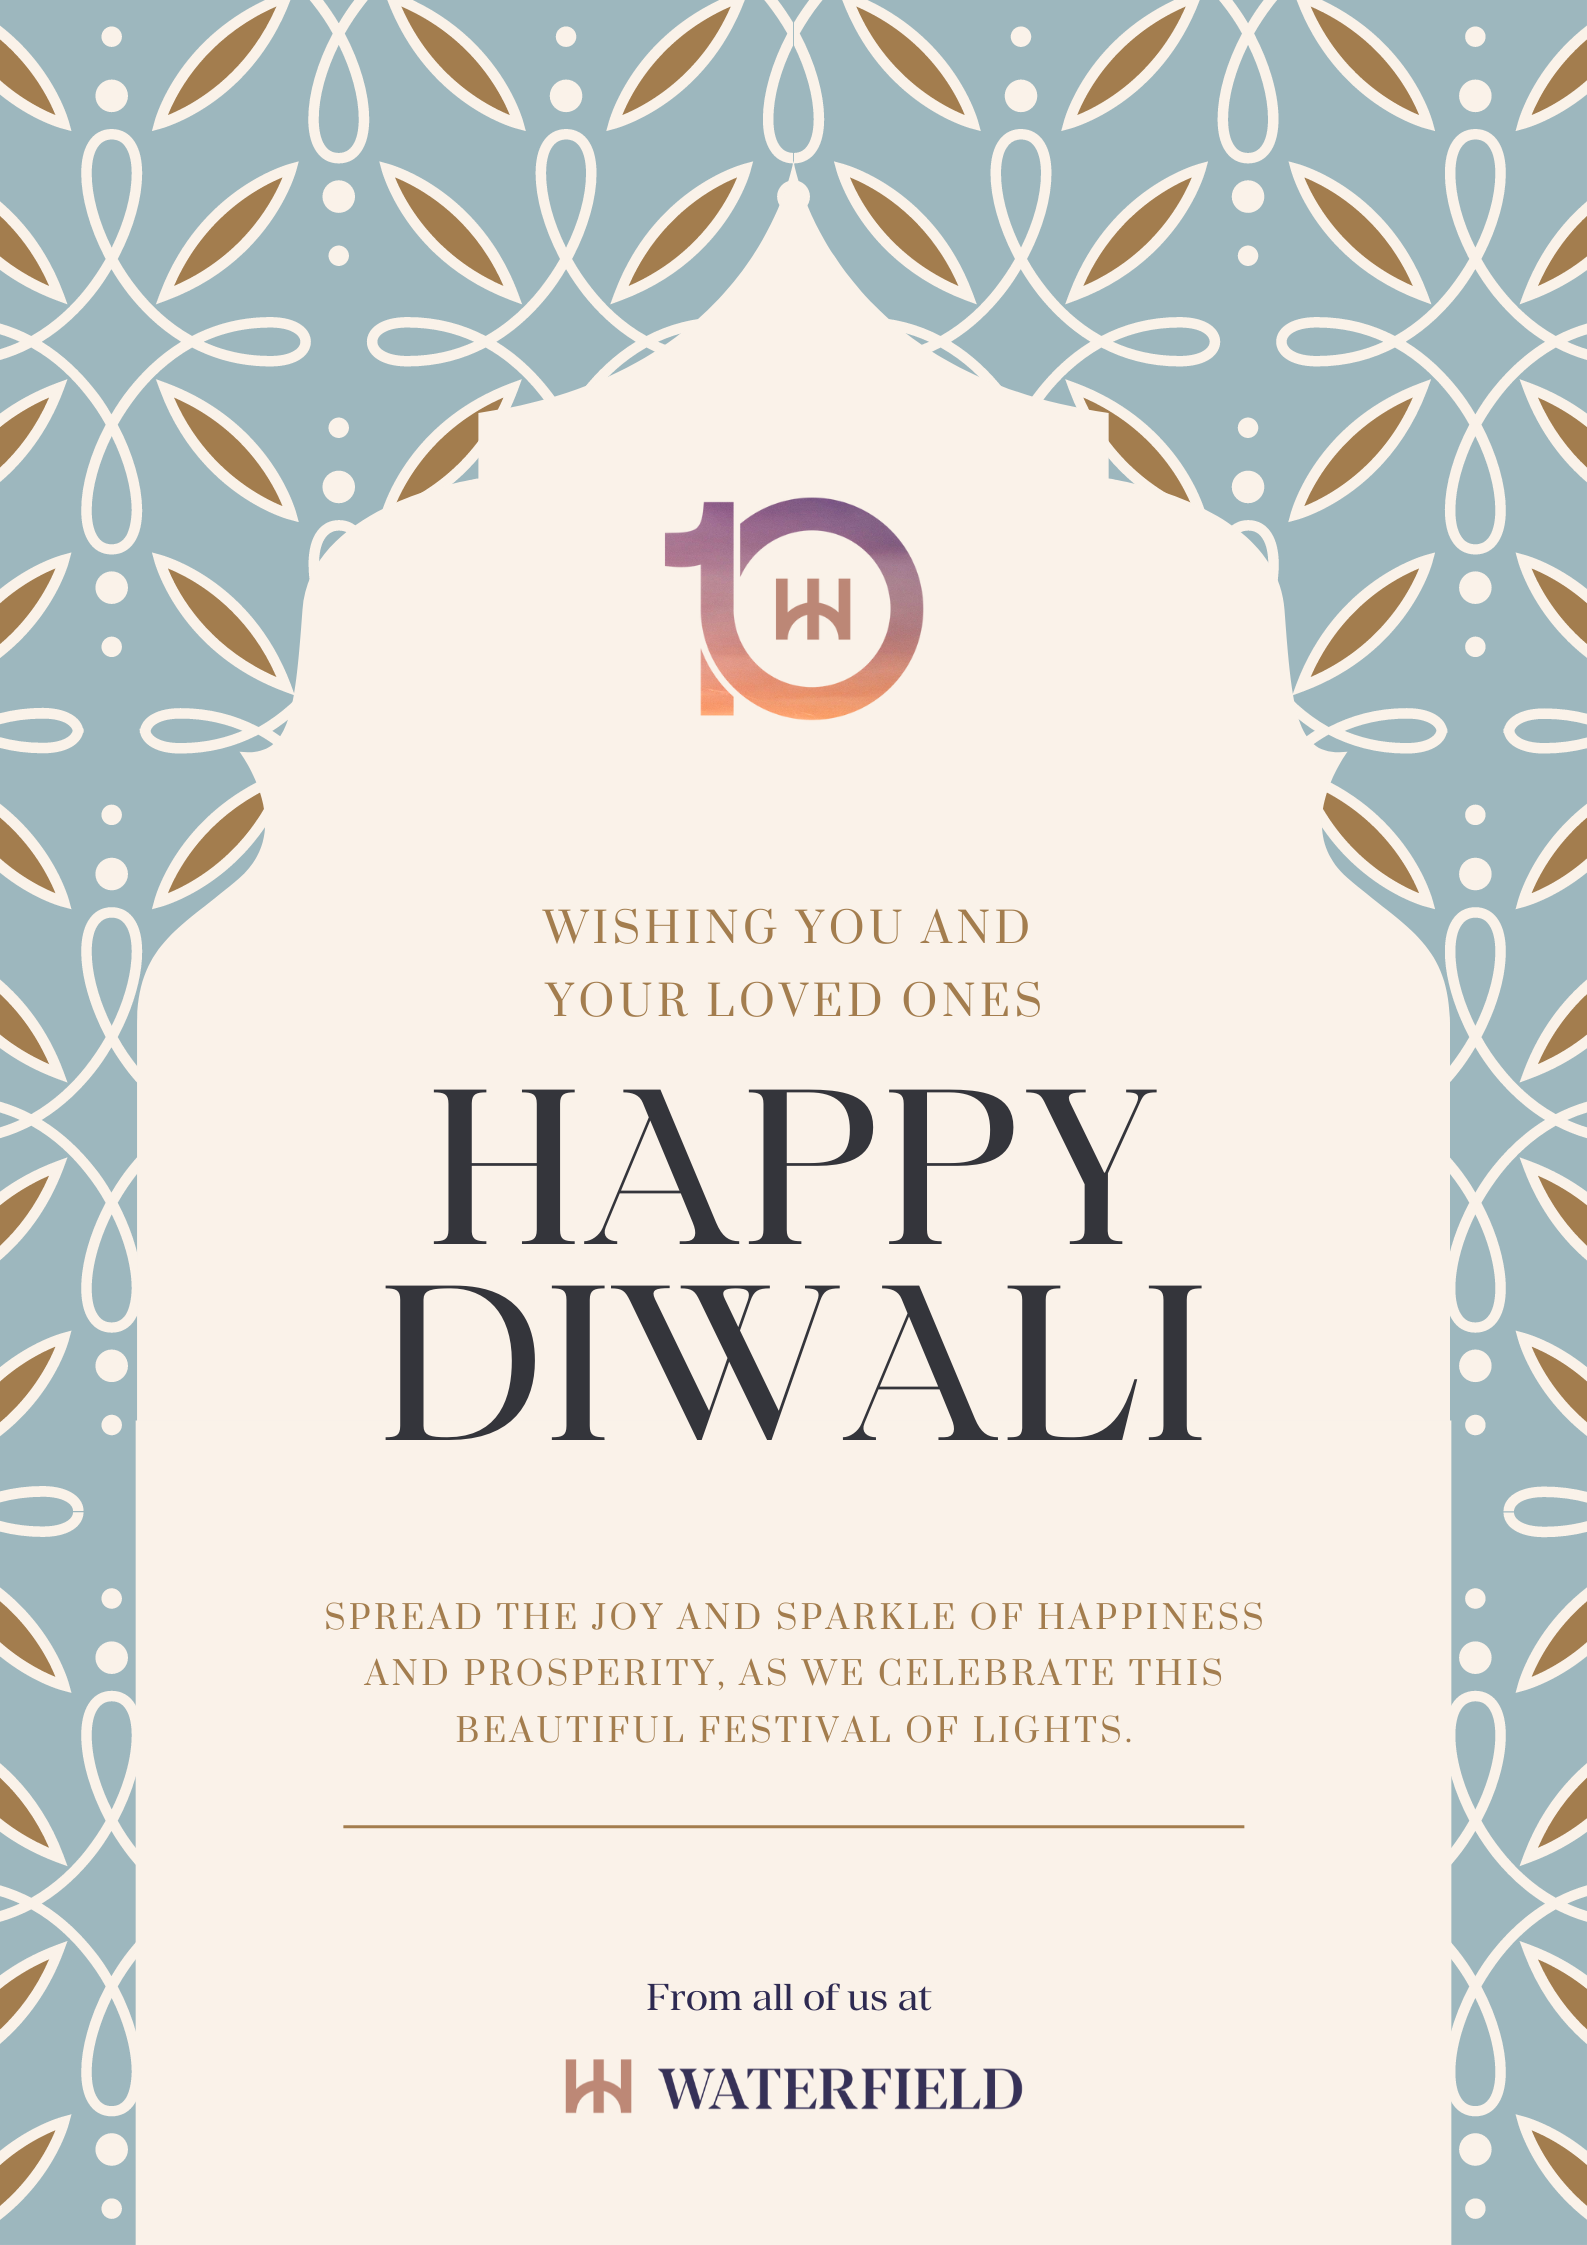 10
WISHING YOU AND
YOUR LOVED ONES
HAPPY
DIWALI
SPREAD THE JOY AND SPARKLE OF HAPPINESS
AND PROSPERITY, AS WE CELEBRATE THIS
BEAUTIFUL FESTIVAL OF LIGHTS.
From all of us at
WATERFIELD